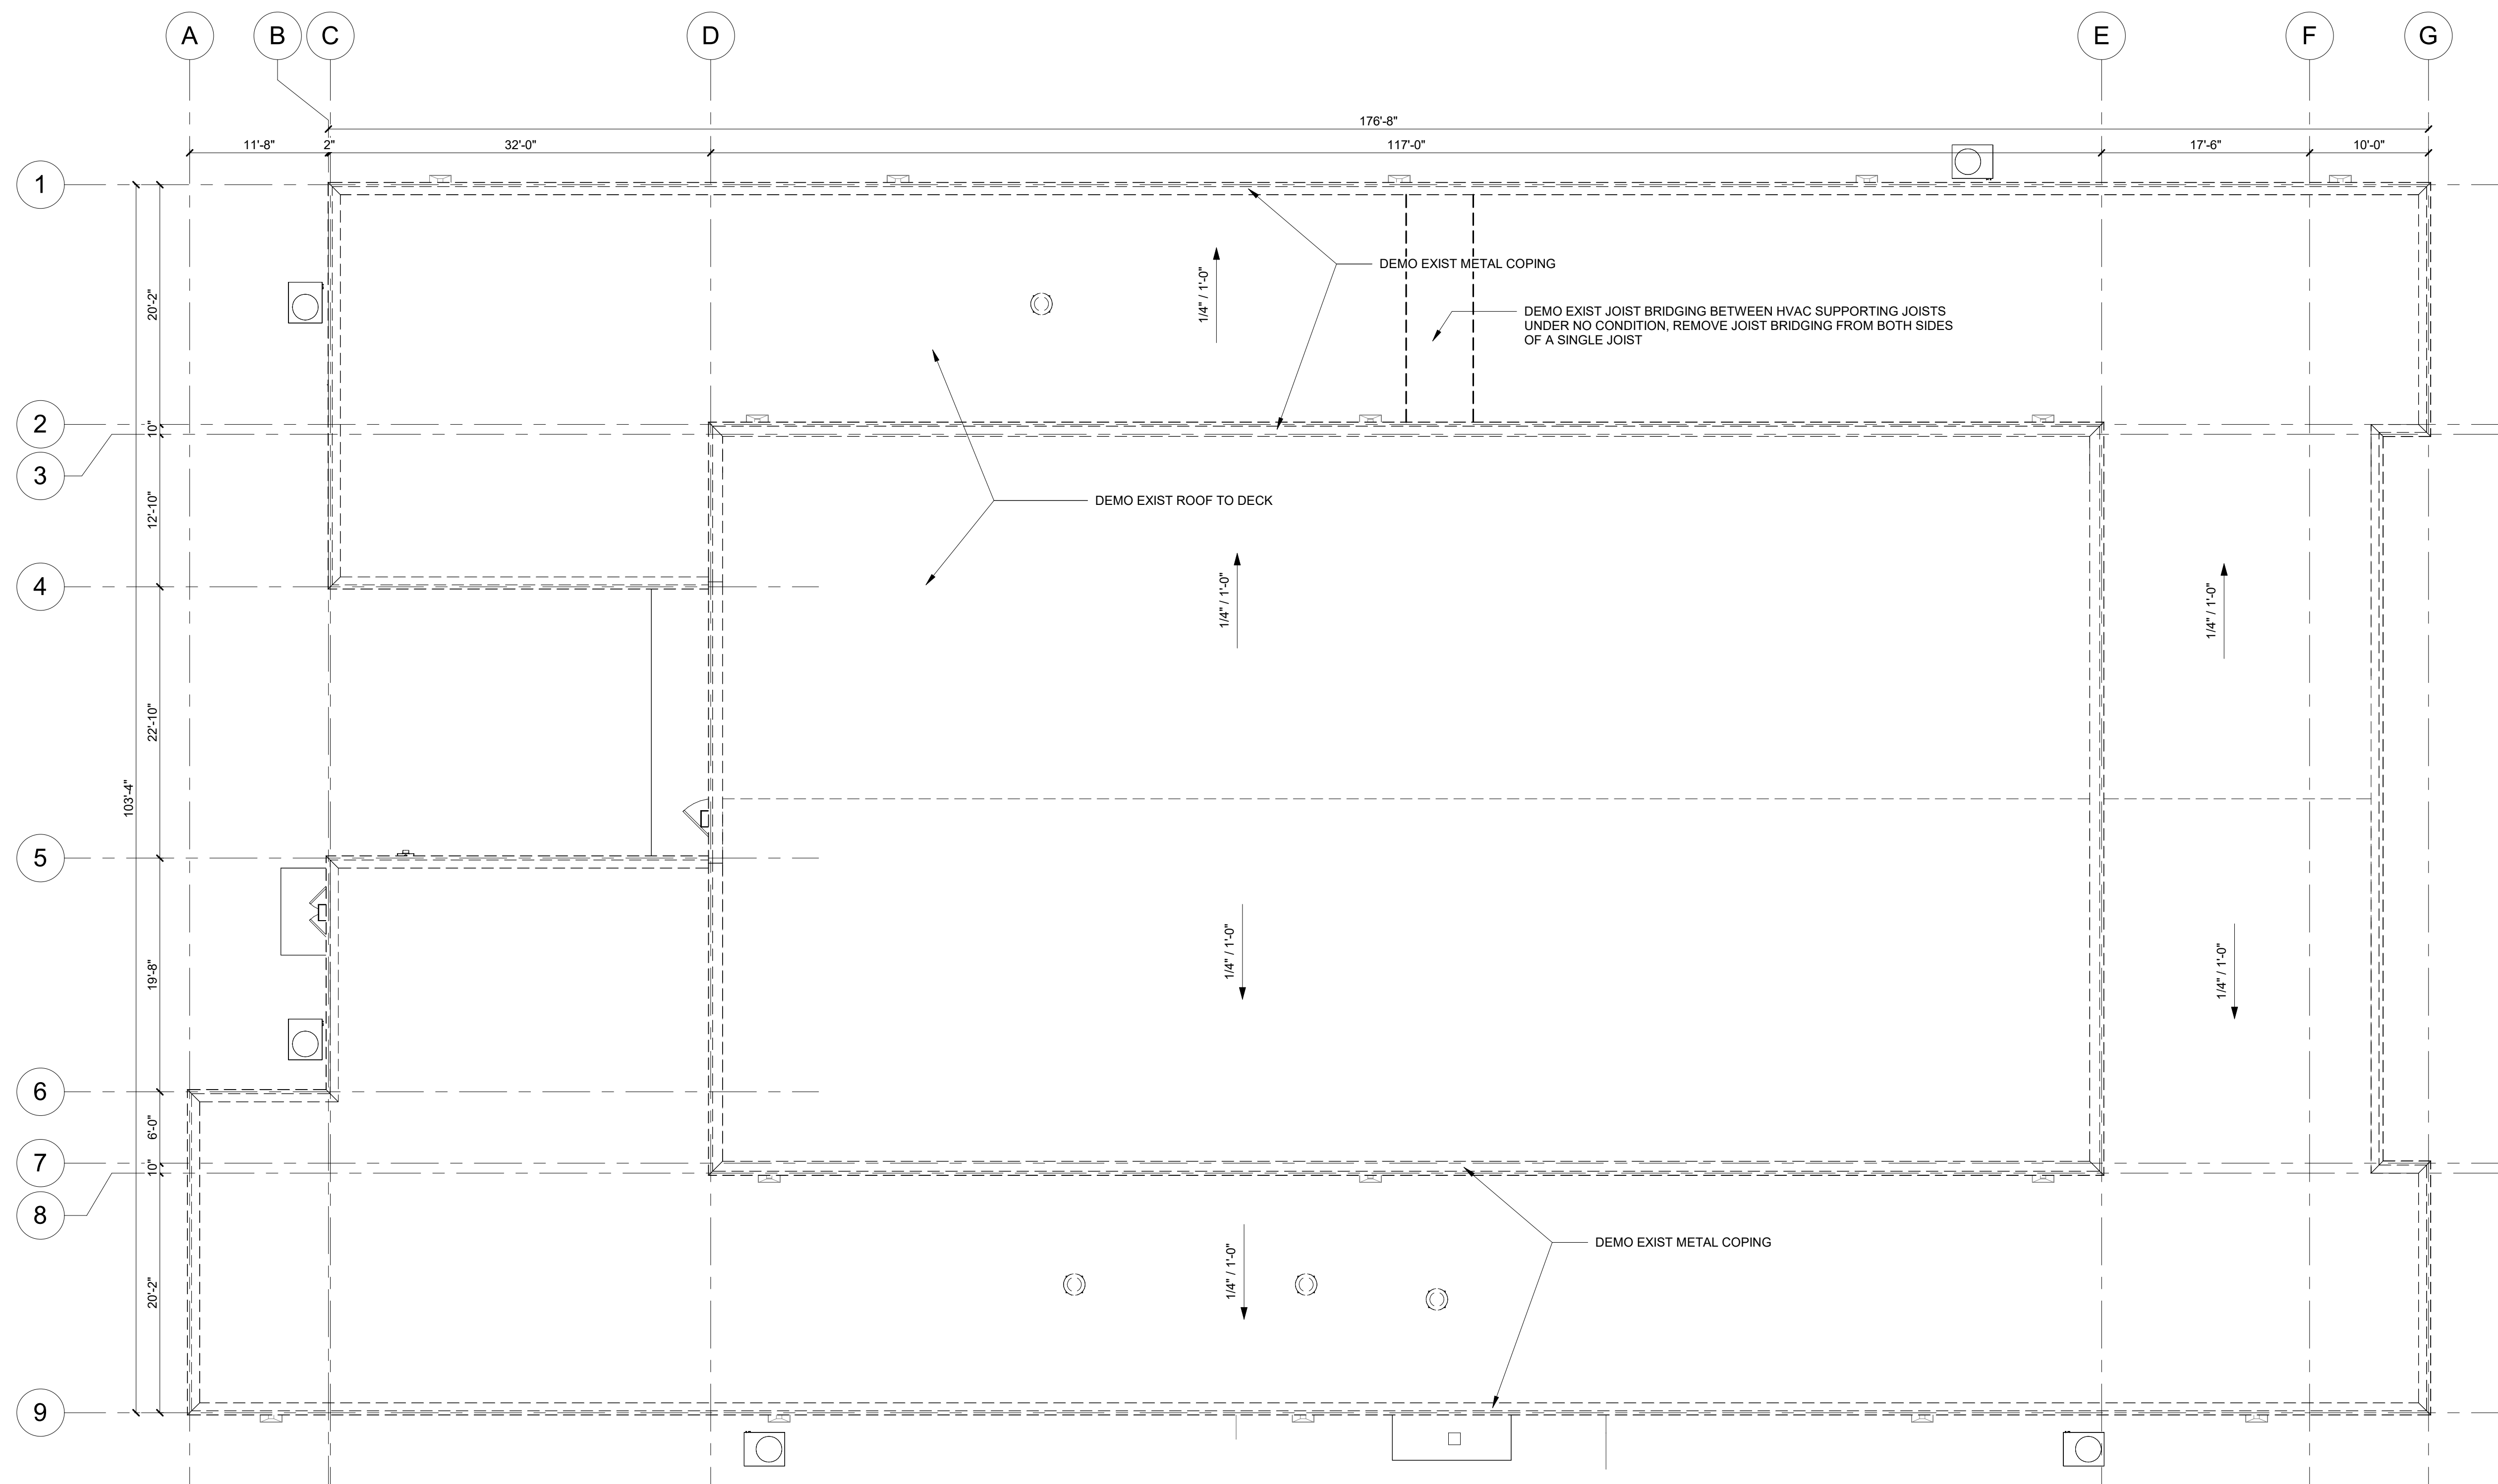 A
B
C
D
E
F
G
176'-8"
11'-8"
2"
32'-0"
117'-0"
17'-6"
10'-0"
1
DEMO EXIST METAL COPING
1/4" / 1'-0"
20'-2"
DEMO EXIST JOIST BRIDGING BETWEEN HVAC SUPPORTING JOISTS
UNDER NO CONDITION, REMOVE JOIST BRIDGING FROM BOTH SIDES
OF A SINGLE JOIST
2
10"
3
12'-10"
DEMO EXIST ROOF TO DECK
4
1/4" / 1'-0"
1/4" / 1'-0"
22'-10"
103'-4"
5
1/4" / 1'-0"
1/4" / 1'-0"
19'-8"
6
6'-0"
7
10"
8
DEMO EXIST METAL COPING
1/4" / 1'-0"
20'-2"
9